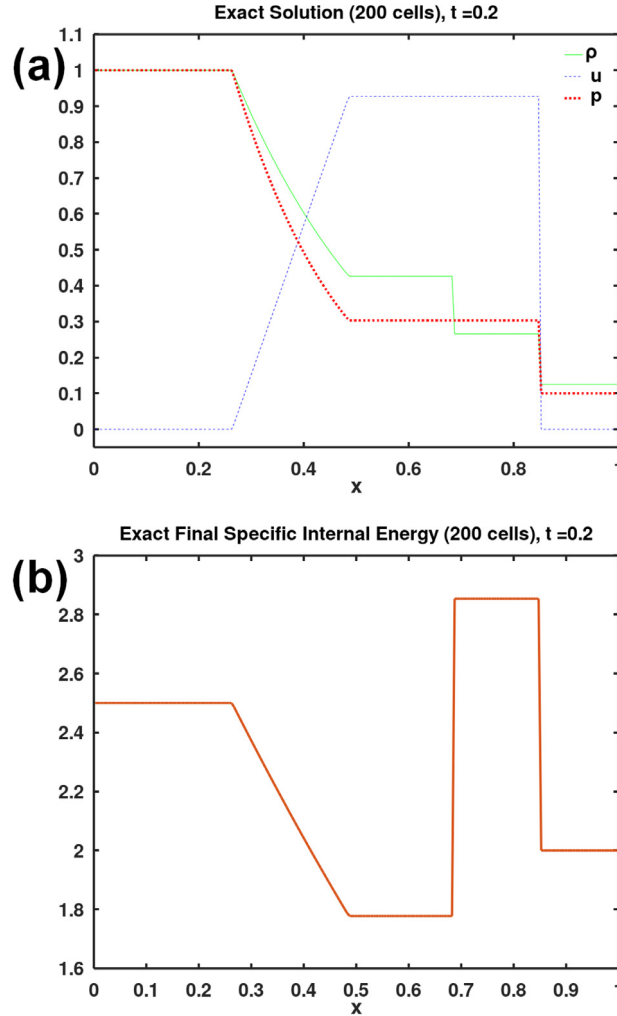 Exact Solution (200 cells), t =0.2
(a)
1.1
1
0.9
0.8
0.7
0.6
0.5
0.4
0.3
0.2
0.1
0
ρ
u
p
0 0.2 0.4 0.6 0.8 1
x
Exact Final Specific Internal Energy (200 cells), t =0.2
(b)
3
2.8
2.6
2.4
2.2
2
1.8
1.6
0 0.1 0.2 0.3 0.4 0.5 0.6 0.7 0.8 0.9 1
x